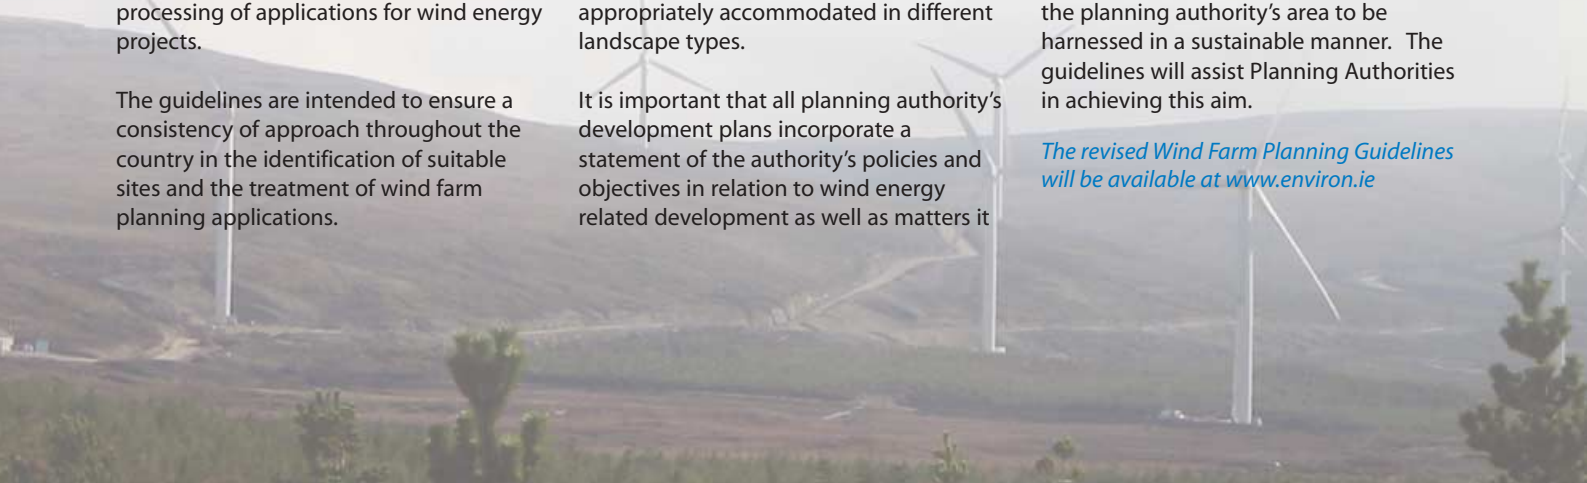 processing of applications for wind energy
projects.
The guidelines are intended to ensure a
consistency of approach throughout the
country in the identification of suitable
sites and the treatment of wind farm
planning applications.
appropriately accommodated in different
landscape types.
It is important that all planning authority’s
development plans incorporate a
statement of the authority’s policies and
objectives in relation to wind energy
related development as well as matters it
the planning authority’s area to be
harnessed in a sustainable manner. The
guidelines will assist Planning Authorities
in achieving this aim.
The revised Wind Farm Planning Guidelines
will be available at www.environ.ie